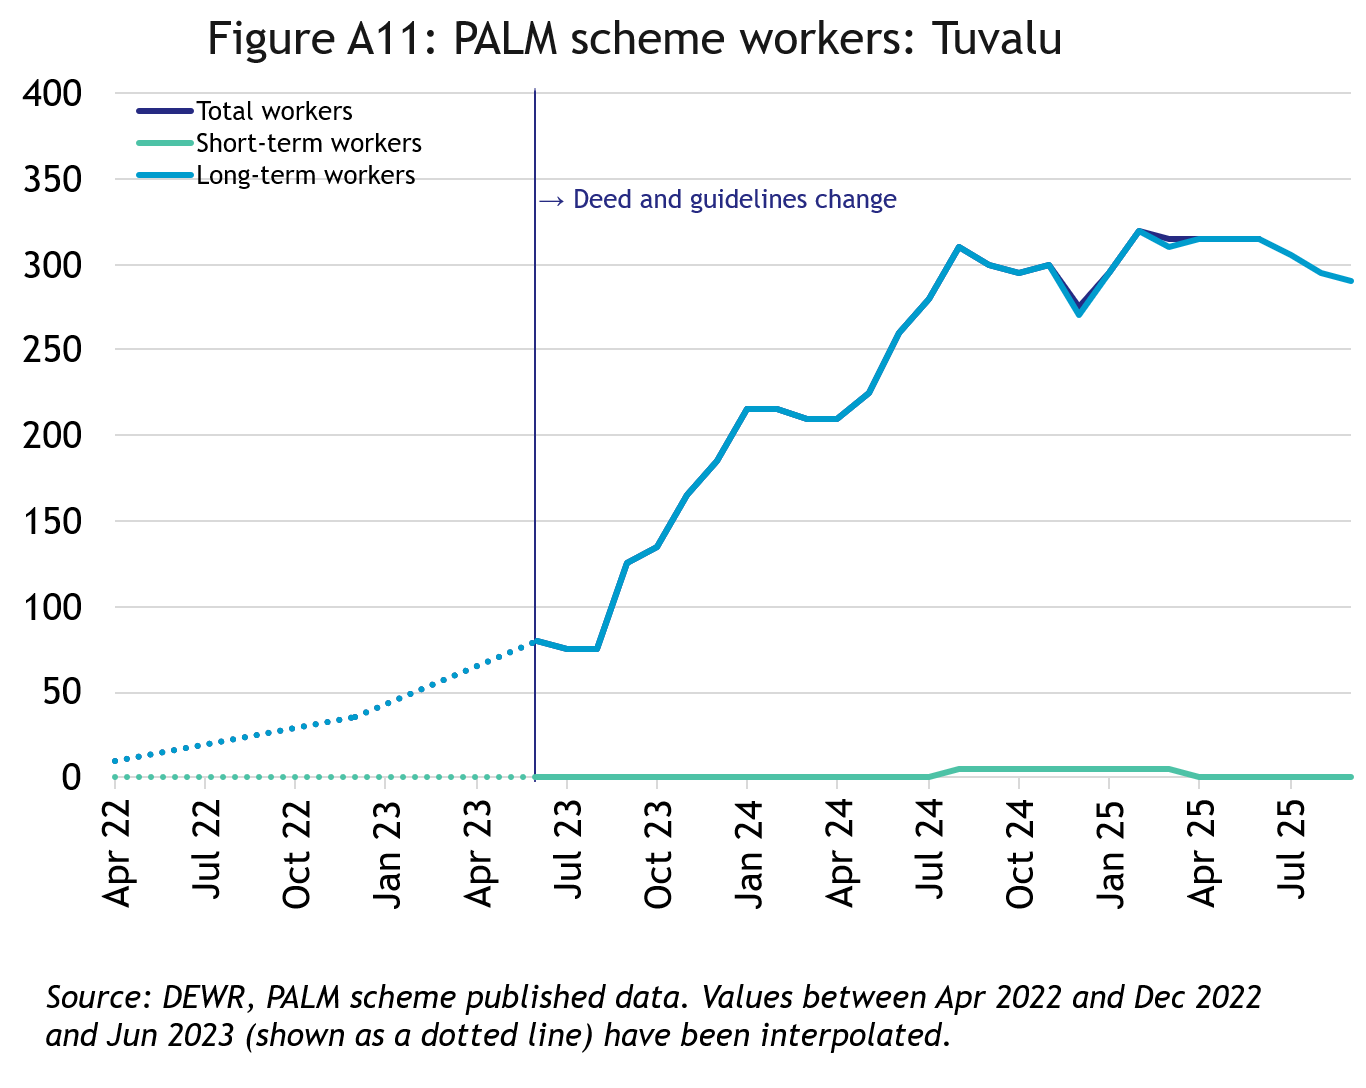 Figure A11: PALM scheme workers: Tuvalu
400
Total workers
Short-term workers
350
Long-term workers
→ Deed and guidelines change
300
250
200
150
100
50
0
Apr 22
Jul 22
Oct 22
Jan 23
Apr 23
Jul 23
Oct 23
Jan 24
Apr 24
Jul 24
Oct 24
Jan 25
Apr 25
Jul 25
Source: DEWR, PALM scheme published data. Values between Apr 2022 and Dec 2022
and Jun 2023 (shown as a dotted line) have been interpolated.